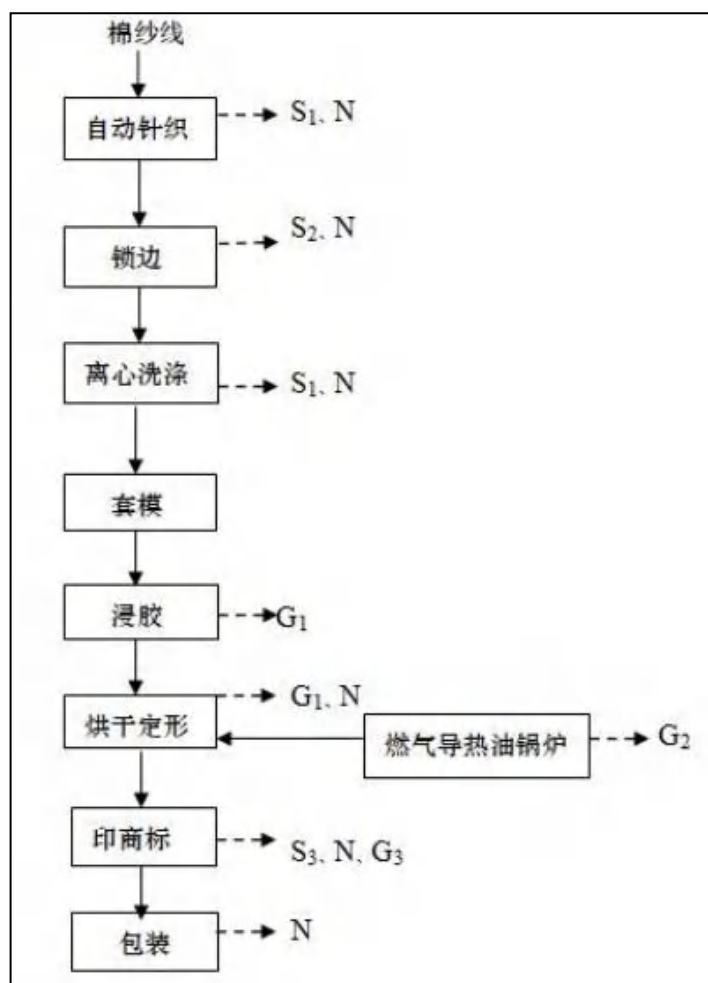 棉纱线
自动针织
S₁、N
锁边
S₂、N
离心洗涤
S₁、N
套模
浸胶
G₁
烘干定形
G₁、N
燃气导热油锅炉
G₂
印商标
S₃、N、G₃
包装
N